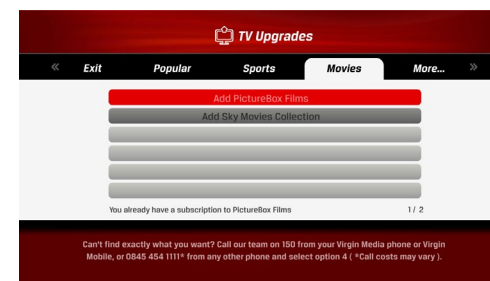 TV Upgrades
« Exit Popular Sports Movies More... »
Add PictureBox Films
Add Sky Movies Collection
You already have a subscription to PictureBox Films 1 / 2
Can't find exactly what you want? Call our team on 150 from your Virgin Media phone or Virgin
Mobile, or 0845 454 1111* from any other phone and select option 4 ( *Call costs may vary ).